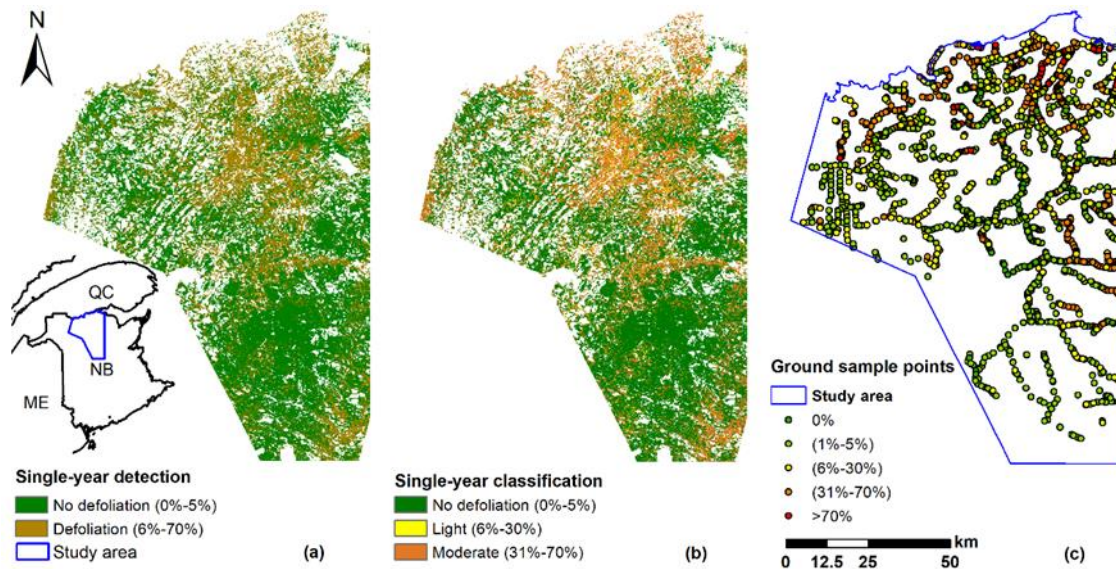 N
QC
NB
ME
Single-year detection
No defoliation (0%-5%)
Defoliation (6%-70%)
Study area
(a)
Single-year classification
No defoliation (0%-5%)
Light (6%-30%)
Moderate (31%-70%)
(b)
Ground sample points
Study area
0%
(1%-5%)
(6%-30%)
(31%-70%)
>70%
km
0 12.5 25 50
(c)